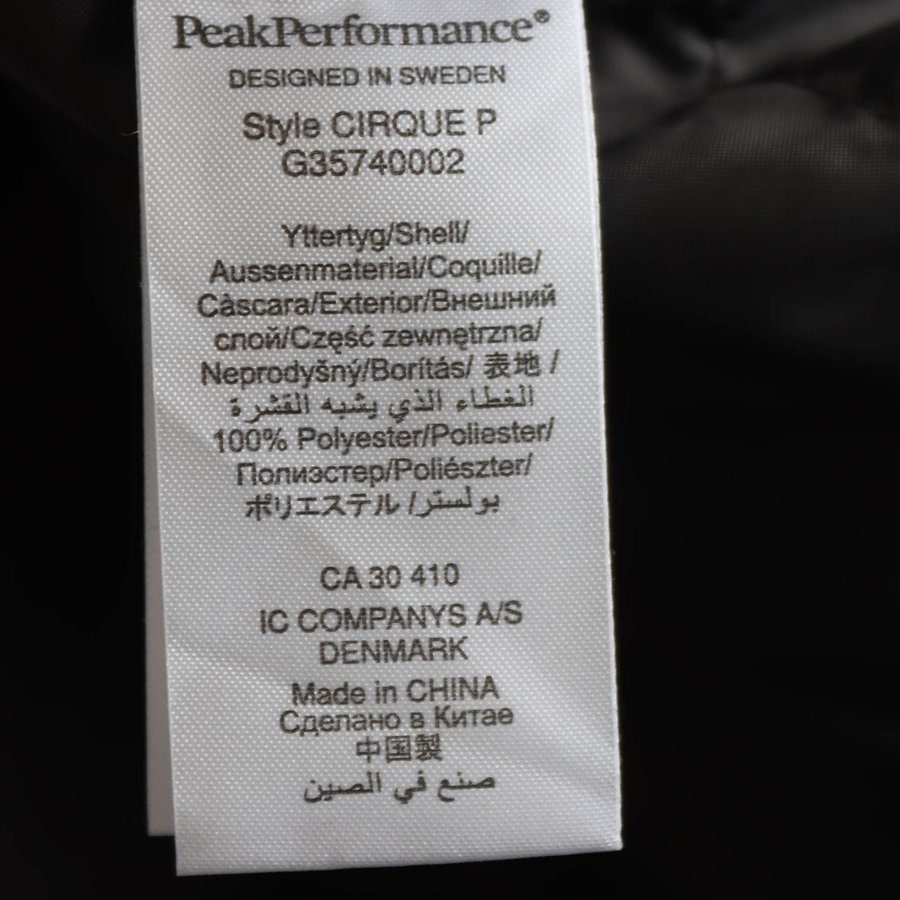 PeakPerformance®
DESIGNED IN SWEDEN
Style CIRQUE P
G35740002
Yttertyg/Shell/
Aussenmaterial/Coquille/
Càscara/Exterior/Внешний
слой/Część zewnętrzna/
Neprodyšný/Borítás/ 表地 /
الغطاء الذي يشبه القشرة
100% Polyester/Poliester/
Полиэстер/Poliészter/
ポリエステル /بولستر
CA 30 410
IC COMPANYS A/S
DENMARK
Made in CHINA
Сделано в Китае
中国製
صنع في الصين